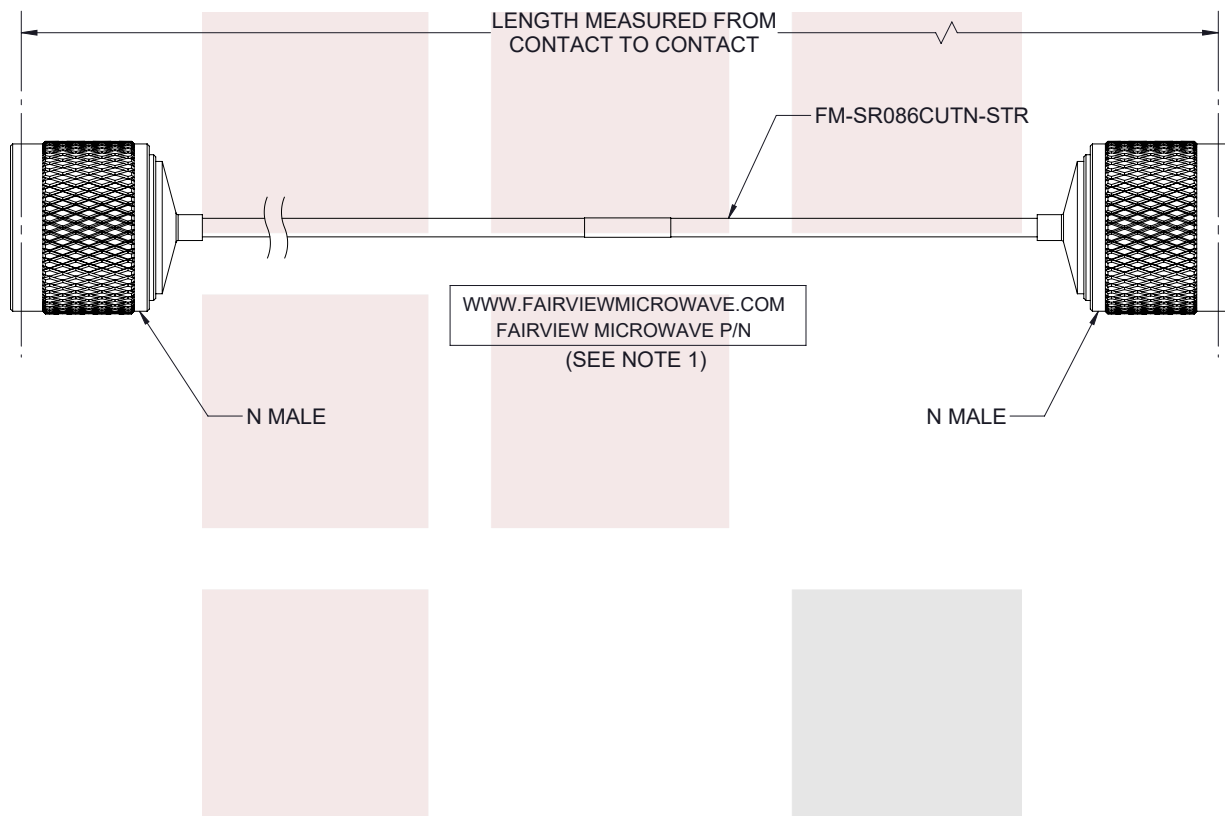 LENGTH MEASURED FROM
CONTACT TO CONTACT
FM-SR086CUTN-STR
WWW.FAIRVIEWMICROWAVE.COM
FAIRVIEW MICROWAVE P/N
(SEE NOTE 1)
N MALE
N MALE